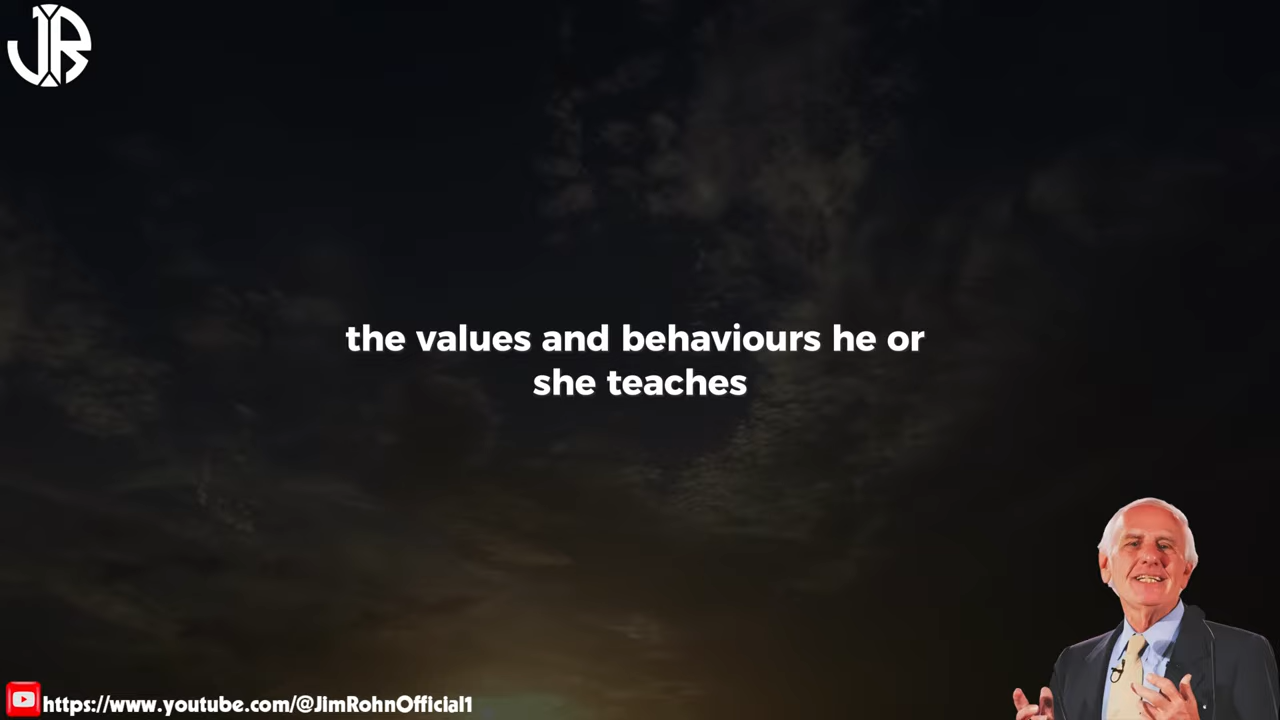 JR
the values and behaviours he or
she teaches
https://www.youtube.com/@JimRohnOfficial1